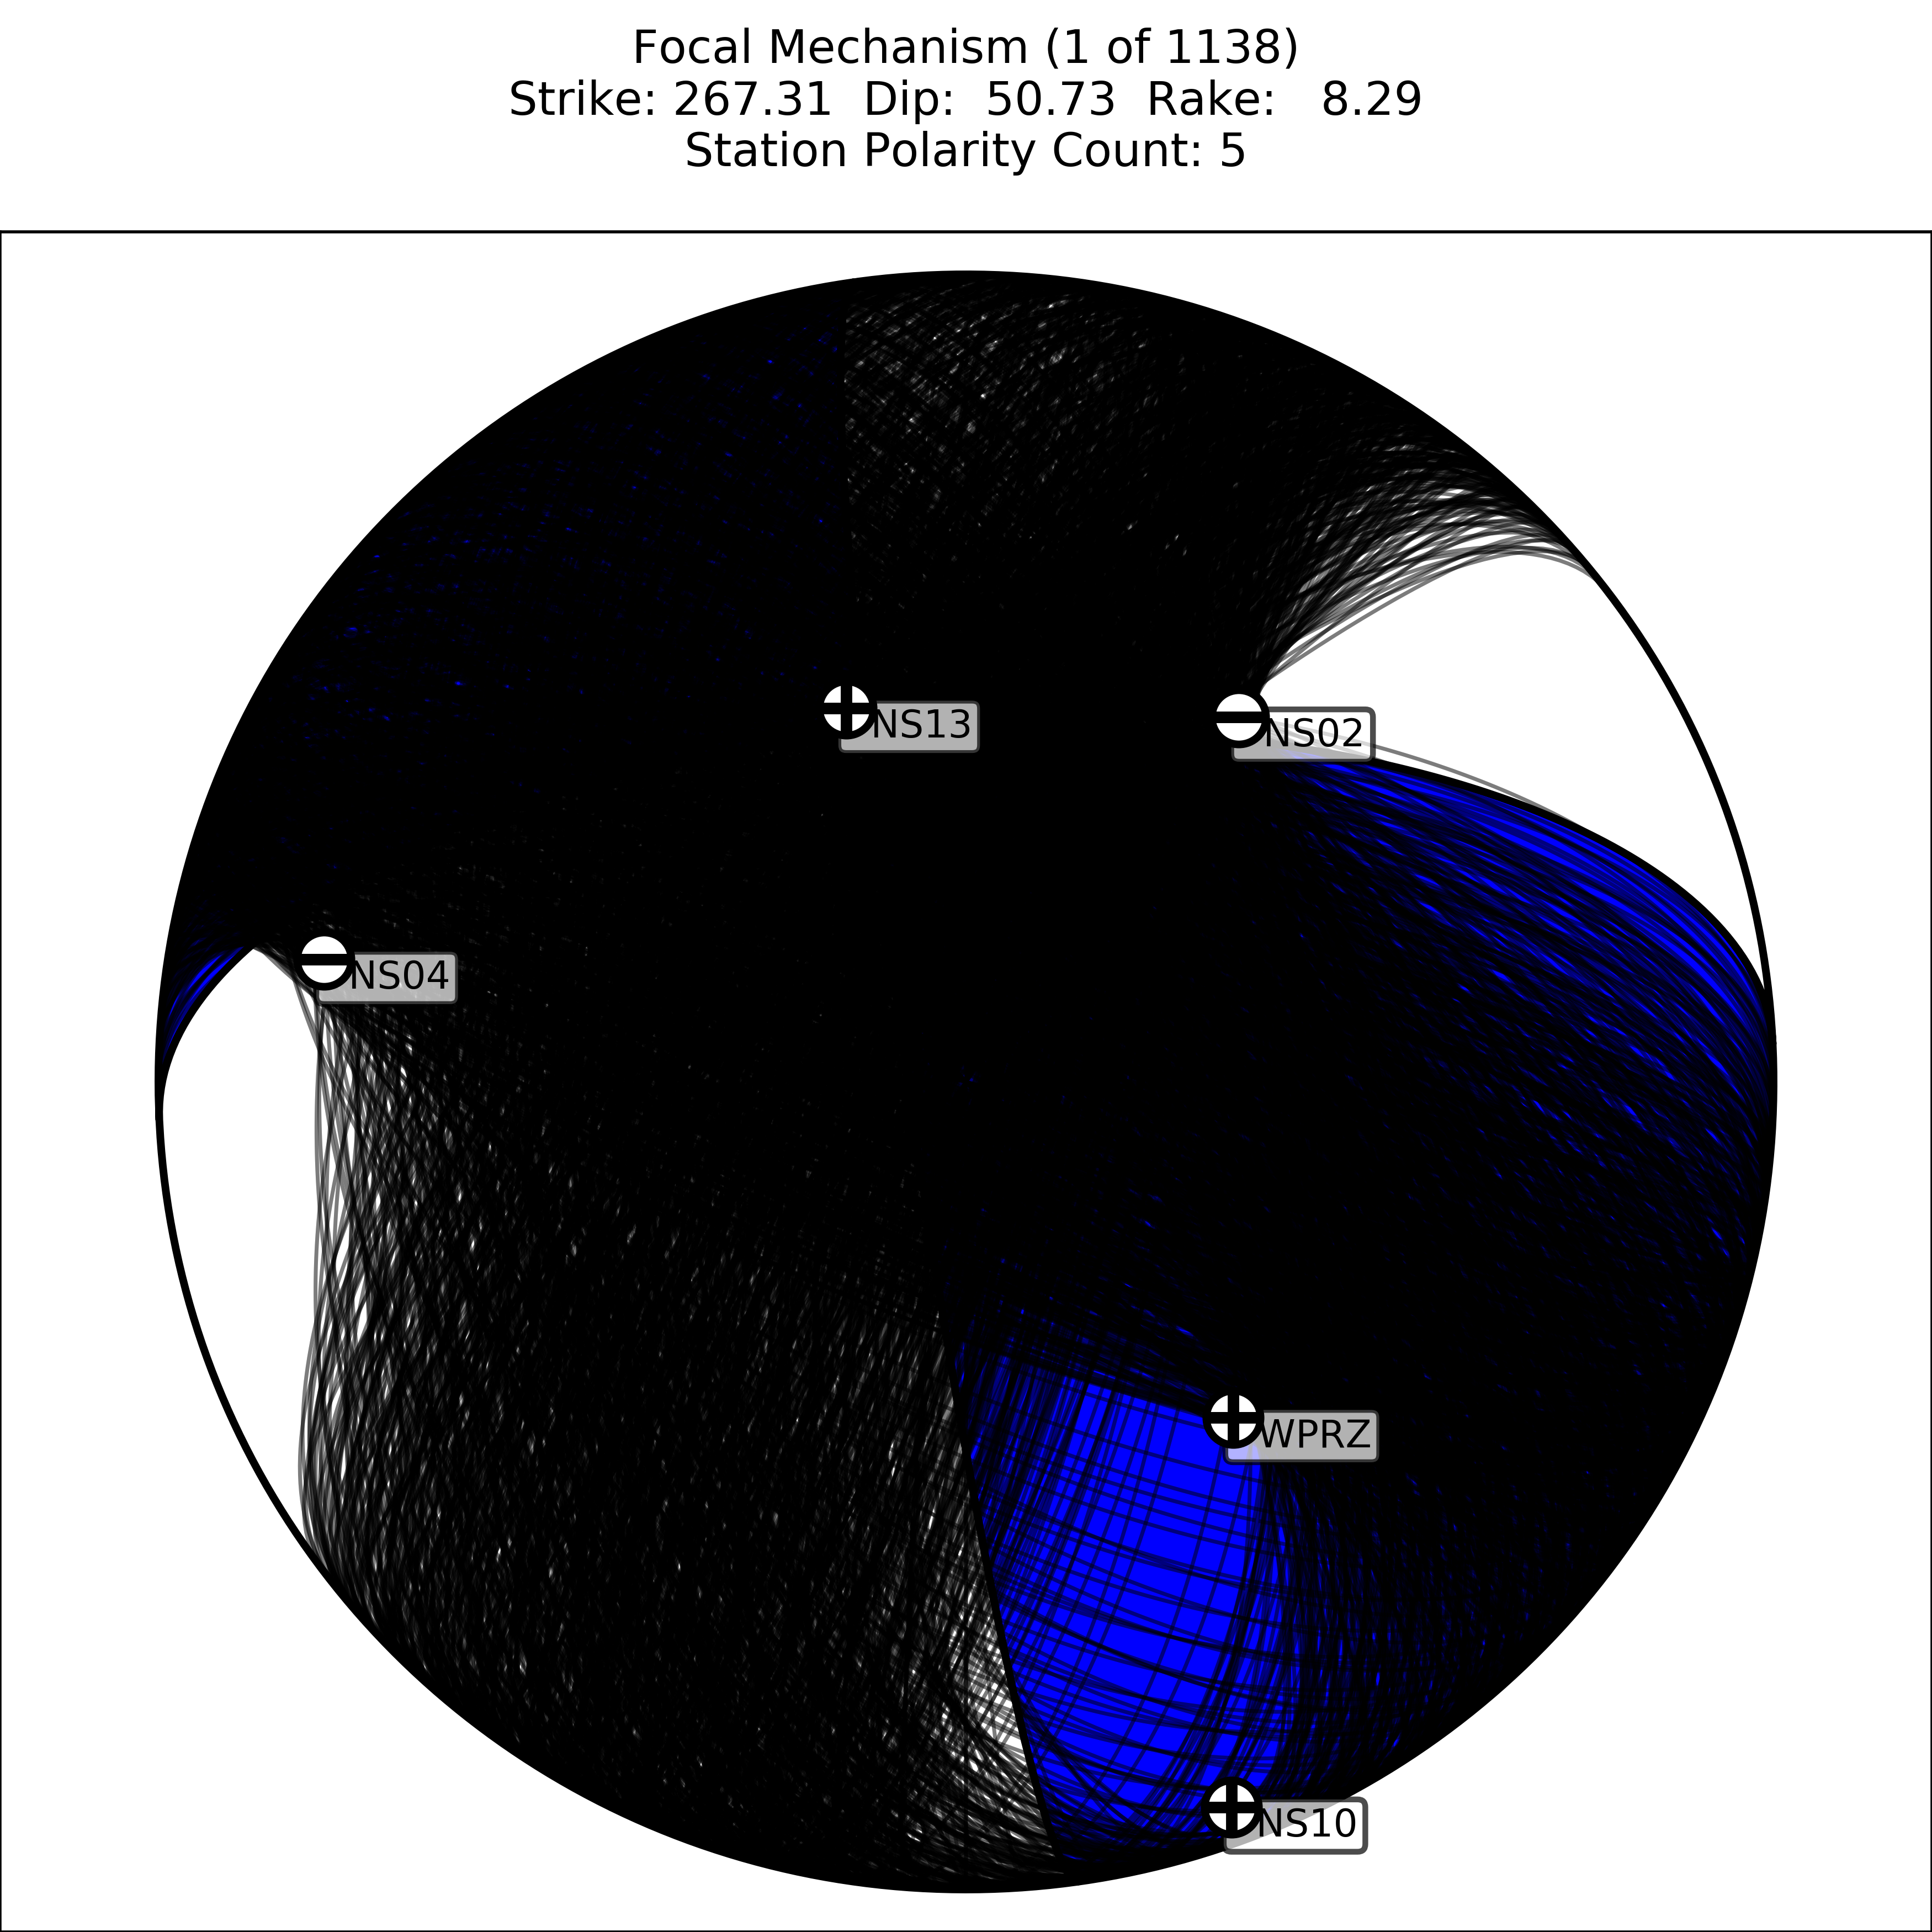 Focal Mechanism (1 of 1138)
Strike: 267.31 Dip: 50.73 Rake: 8.29
Station Polarity Count: 5
NS13
NS02
NS04
WPRZ
NS10